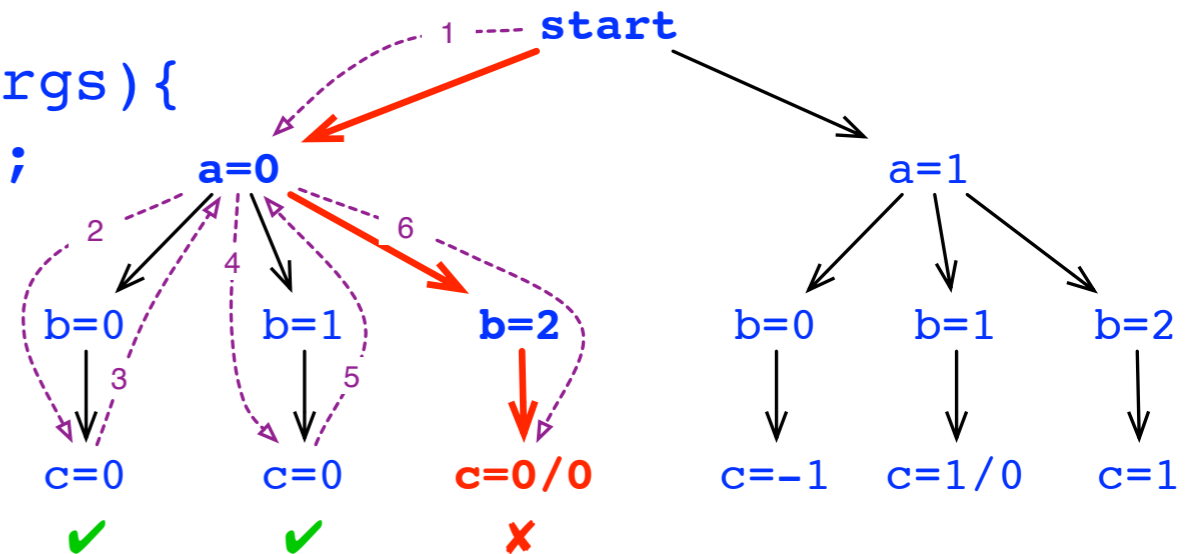 start
1
rgs){
;
a=0
a=1
2
6
4
b=0
b=1
b=2
b=0
b=1
b=2
3
5
c=0
c=0
c=0/0
c=-1
c=1/0
c=1
✔
✔
✘